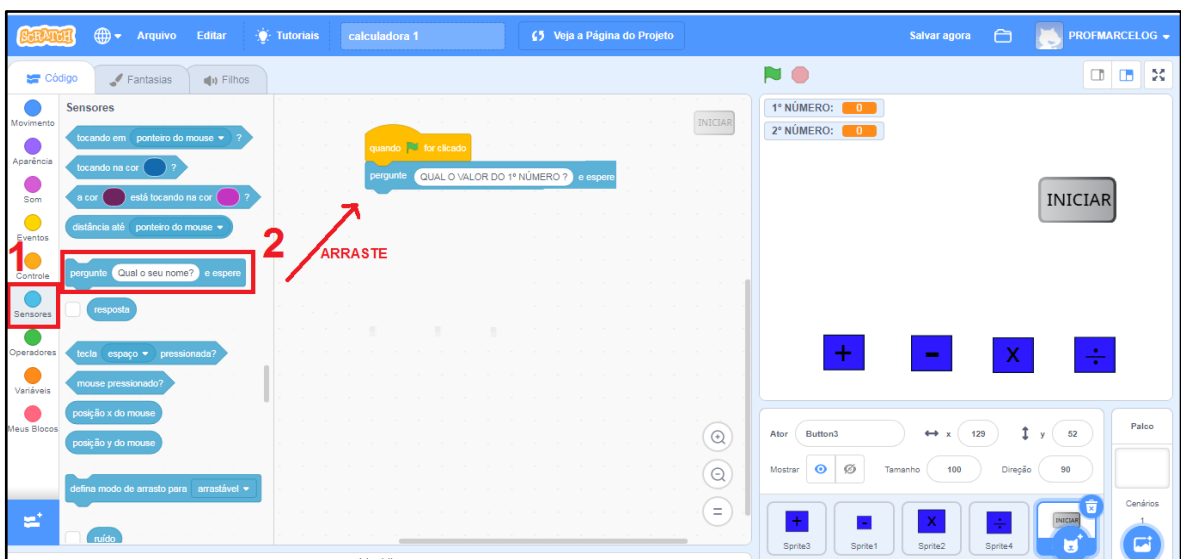 SCRATCH
Arquivo
Editar
Tutoriais
calculadora 1
Veja a Página do Projeto
Salvar agora
PROFMARCELOG
Código
Fantasias
Filhos
Movimento
Aparência
Som
Eventos
Controle
Sensores
Operadores
Variáveis
Meus Blocos
1
Sensores
tocando em ponteiro do mouse ?
tocando na cor ?
a cor está tocando na cor ?
distância até ponteiro do mouse
pergunte Qual o seu nome? e espere
resposta
tecla espaço pressionada?
mouse pressionado?
posição x do mouse
posição y do mouse
defina modo de arrasto para arrastável
ruído
quando for clicado
pergunte QUAL O VALOR DO 1º NÚMERO ? e espere
2
ARRASTE
INICIAR
=
1º NÚMERO: 0
2º NÚMERO: 0
INICIAR
+ - X ÷
Ator Button3 x 129 y 52
Mostrar Tamanho 100 Direção 90
+ - X ÷ INICIAR
Sprite3 Sprite1 Sprite2 Sprite4
Palco
Cenários
1